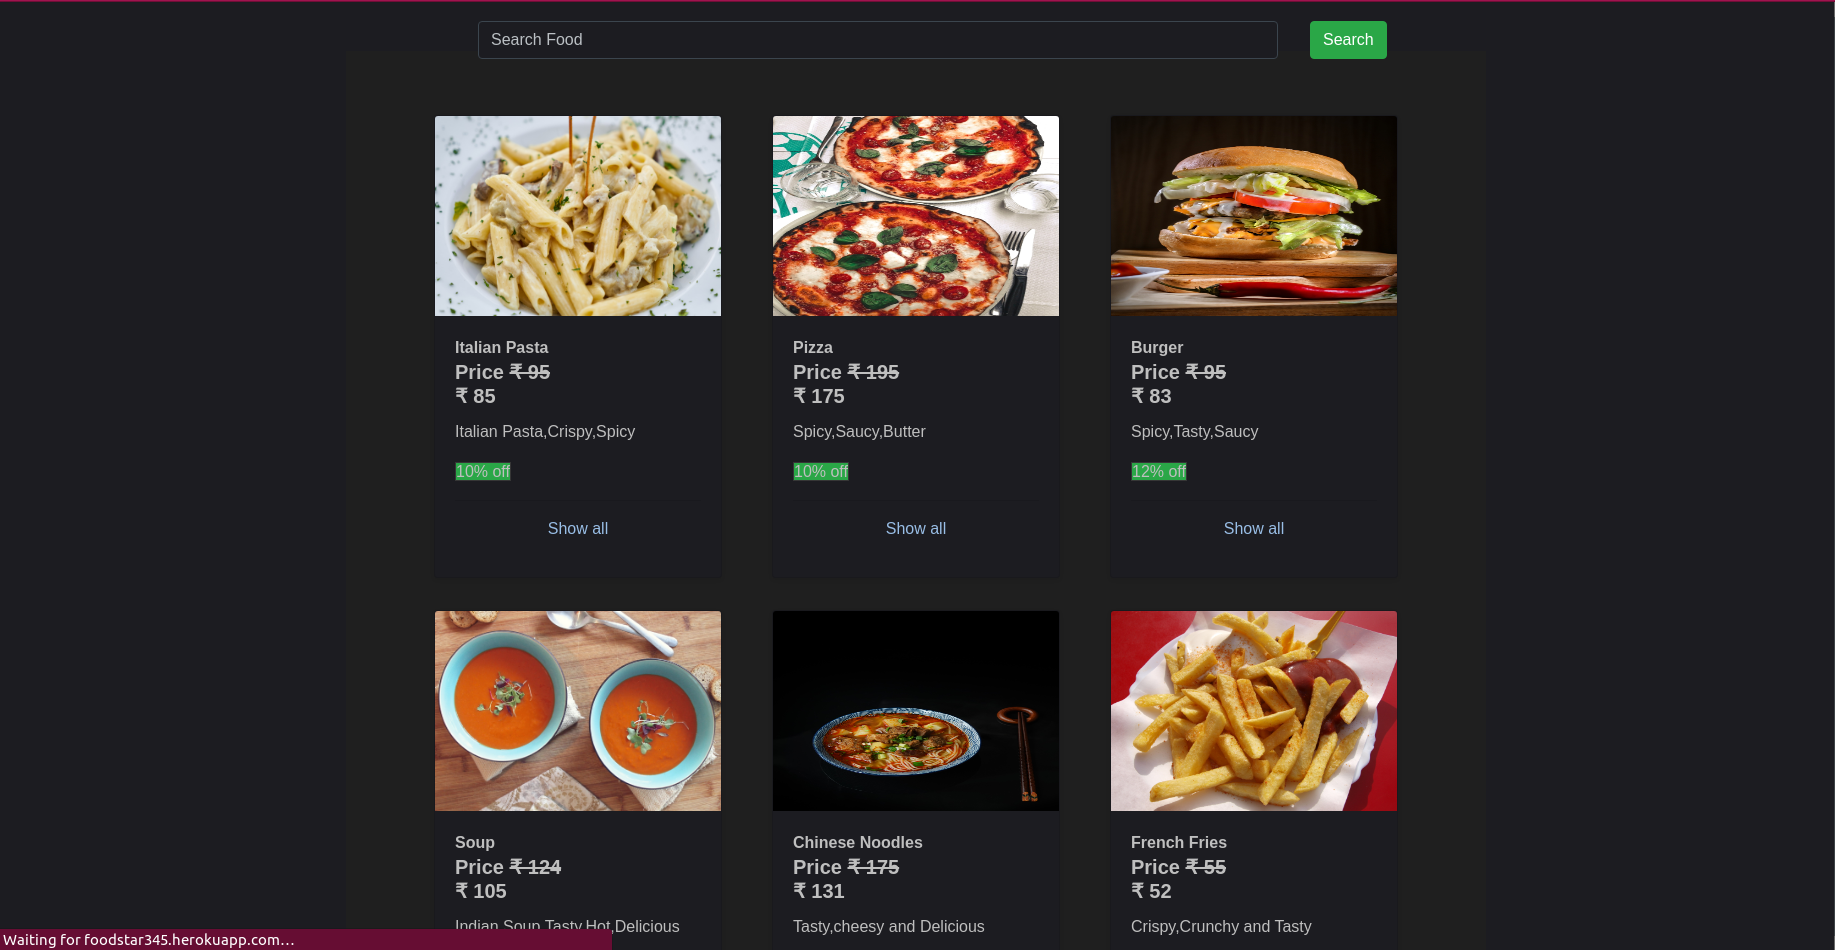 Search Food
Search
Italian Pasta
Price ₹ 95
₹ 85
Italian Pasta,Crispy,Spicy
10% off
Show all
Pizza
Price ₹ 195
₹ 175
Spicy,Saucy,Butter
10% off
Show all
Burger
Price ₹ 95
₹ 83
Spicy,Tasty,Saucy
12% off
Show all
Soup
Price ₹ 124
₹ 105
Indian Soup,Tasty,Hot,Delicious
Chinese Noodles
Price ₹ 175
₹ 131
Tasty,cheesy and Delicious
French Fries
Price ₹ 55
₹ 52
Crispy,Crunchy and Tasty
Waiting for foodstar345.herokuapp.com…